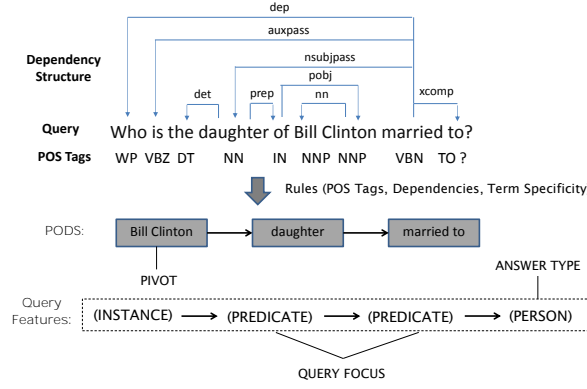 dep
auxpass
Dependency Structure
nsubjpass
pobj
det prep nn xcomp
Query Who is the daughter of Bill Clinton married to?
POS Tags WP VBZ DT NN IN NNP NNP VBN TO ?
Rules (POS Tags, Dependencies, Term Specificity
PODS: Bill Clinton daughter married to
PIVOT
ANSWER TYPE
Query Features: (INSTANCE) (PREDICATE) (PREDICATE) (PERSON)
QUERY FOCUS